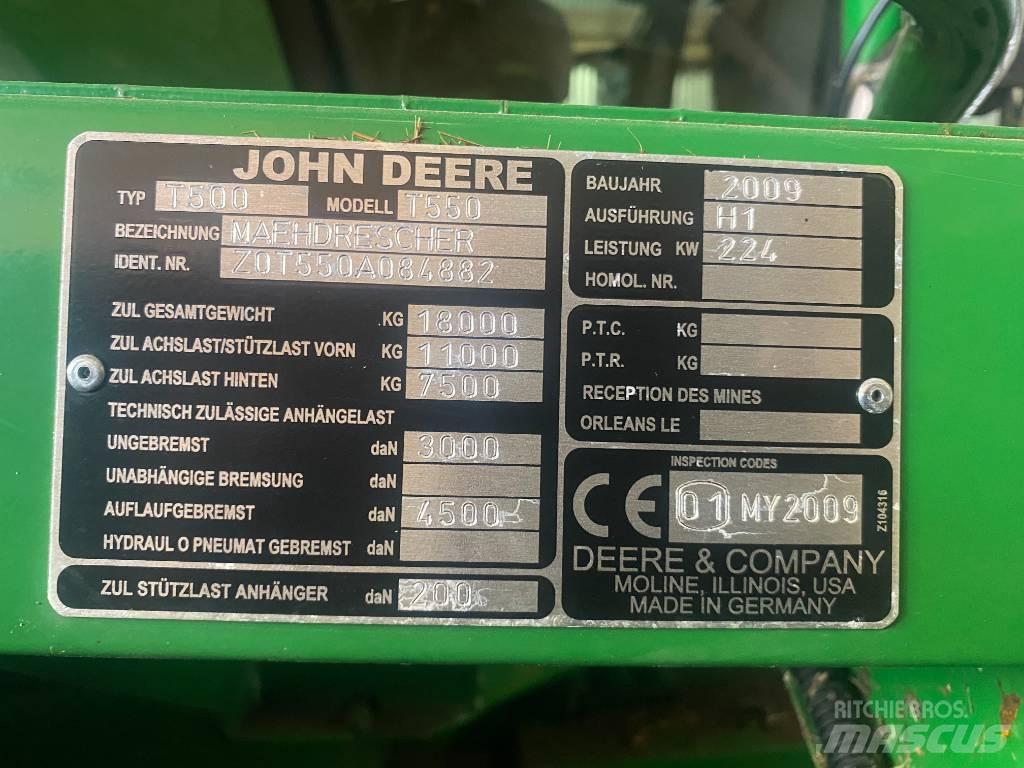 JOHN DEERE
TYP T500 MODELL T550
BEZEICHNUNG MAEHDRESCHER
IDENT. NR. Z0T550A084882
ZUL GESAMTGEWICHT .KG 18000
ZUL ACHSLAST/STÜTZLAST VORN KG 11000
ZUL ACHSLAST HINTEN KG 7500
TECHNISCH ZULÄSSIGE ANHÄNGELAST
UNGEBREMST daN 3000
UNABHÄNGIGE BREMSUNG daN
AUFLAUFGEBREMST daN 4500
HYDRAUL O PNEUMAT GEBREMST daN
ZUL STÜTZLAST ANHÄNGER daN 200
BAUJAHR 2009
AUSFÜHRUNG H1
LEISTUNG KW 224
HOMOL. NR.
P.T.C. KG
P.T.R. KG
RECEPTION DES MINES
ORLEANS LE
INSPECTION CODES
CE 01 MY2009
Z104316
DEERE & COMPANY
MOLINE, ILLINOIS, USA
MADE IN GERMANY
RITCHIE BROS.
MASCUS